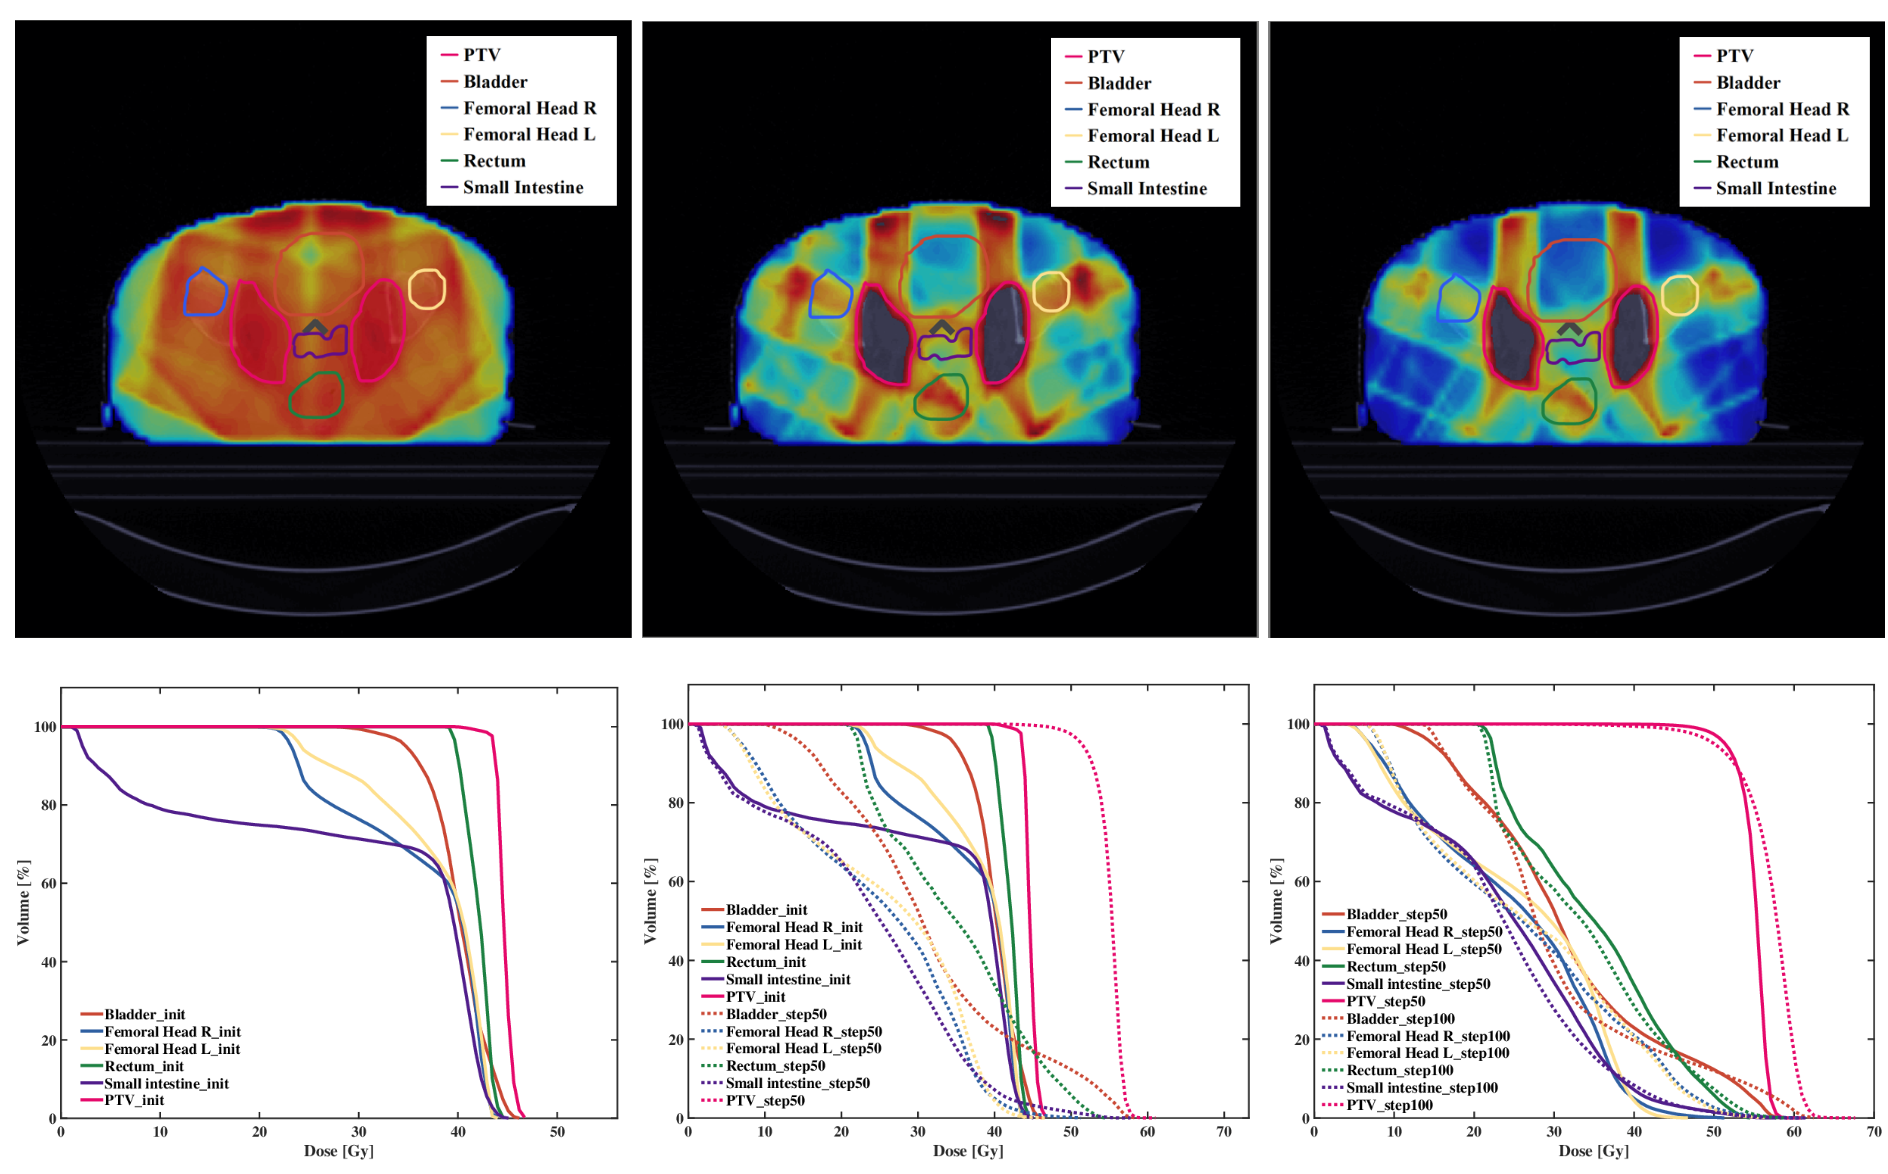 PTV
Bladder
Femoral Head R
Femoral Head L
Rectum
Small Intestine
PTV
Bladder
Femoral Head R
Femoral Head L
Rectum
Small Intestine
PTV
Bladder
Femoral Head R
Femoral Head L
Rectum
Small Intestine
100
80
60
40
20
0
Volume [%]
Bladder_init
Femoral Head R_init
Femoral Head L_init
Rectum_init
Small intestine_init
PTV_init
0 10 20 30 40 50
Dose [Gy]
100
80
60
40
20
0
Volume [%]
Bladder_init
Femoral Head R_init
Femoral Head L_init
Rectum_init
Small intestine_init
PTV_init
Bladder_step50
Femoral Head R_step50
Femoral Head L_step50
Rectum_step50
Small intestine_step50
PTV_step50
0 10 20 30 40 50 60 70
Dose [Gy]
100
80
60
40
20
0
Volume [%]
Bladder_step50
Femoral Head R_step50
Femoral Head L_step50
Rectum_step50
Small intestine_step50
PTV_step50
Bladder_step100
Femoral Head R_step100
Femoral Head L_step100
Rectum_step100
Small intestine_step100
PTV_step100
0 10 20 30 40 50 60 70 80
Dose [Gy]